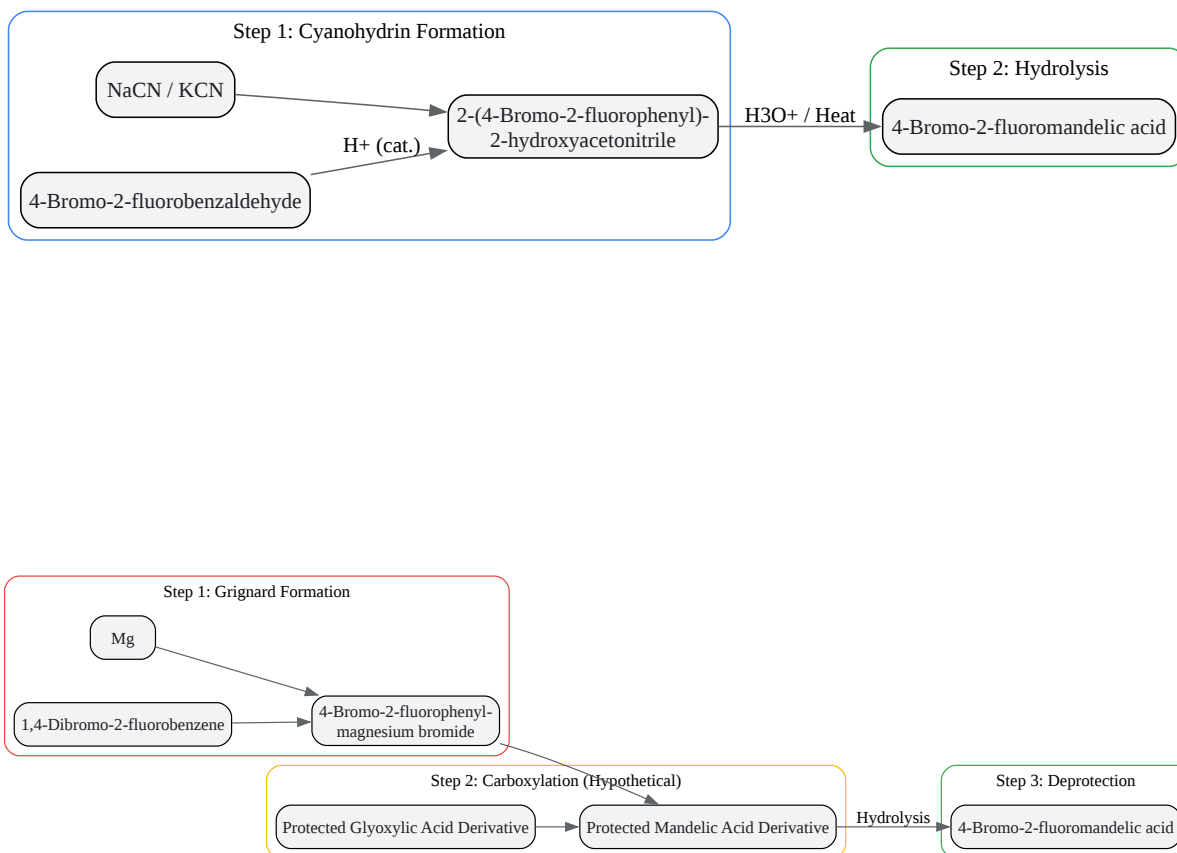 Step 1: Cyanohydrin Formation
NaCN / KCN
H+ (cat.)
4-Bromo-2-fluorobenzaldehyde
2-(4-Bromo-2-fluorophenyl)-
2-hydroxyacetonitrile
H3O+ / Heat
Step 2: Hydrolysis
4-Bromo-2-fluoromandelic acid
Step 1: Grignard Formation
Mg
1,4-Dibromo-2-fluorobenzene
4-Bromo-2-fluorophenyl-
magnesium bromide
Step 2: Carboxylation (Hypothetical)
Protected Glyoxylic Acid Derivative
Protected Mandelic Acid Derivative
Hydrolysis
Step 3: Deprotection
4-Bromo-2-fluoromandelic acid